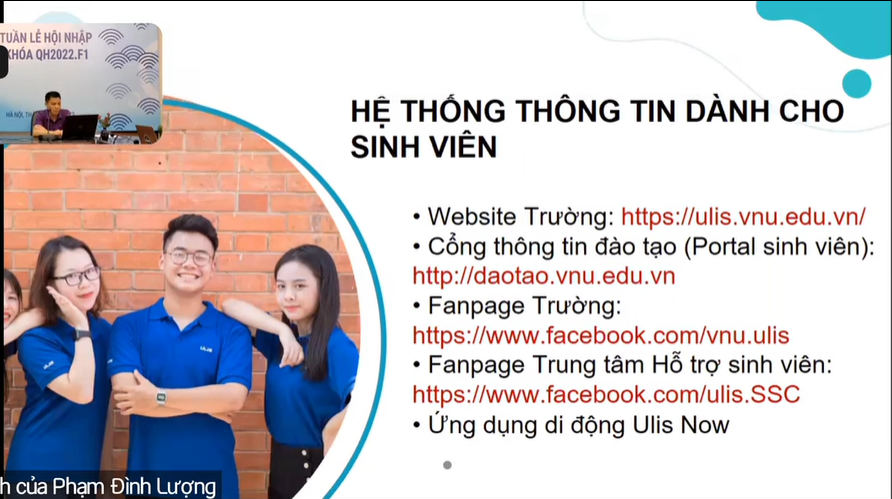 TUẦN LỄ HỘI NHẬP
KHÓA QH2022.F1
HÀ NỘI, TH
HỆ THỐNG THÔNG TIN DÀNH CHO
SINH VIÊN
• Website Trường: https://ulis.vnu.edu.vn/
• Cổng thông tin đào tạo (Portal sinh viên):
http://daotao.vnu.edu.vn
• Fanpage Trường:
https://www.facebook.com/vnu.ulis
• Fanpage Trung tâm Hỗ trợ sinh viên:
https://www.facebook.com/ulis.SSC
• Ứng dụng di động Ulis Now
ULIS
h của Phạm Đình Lượng